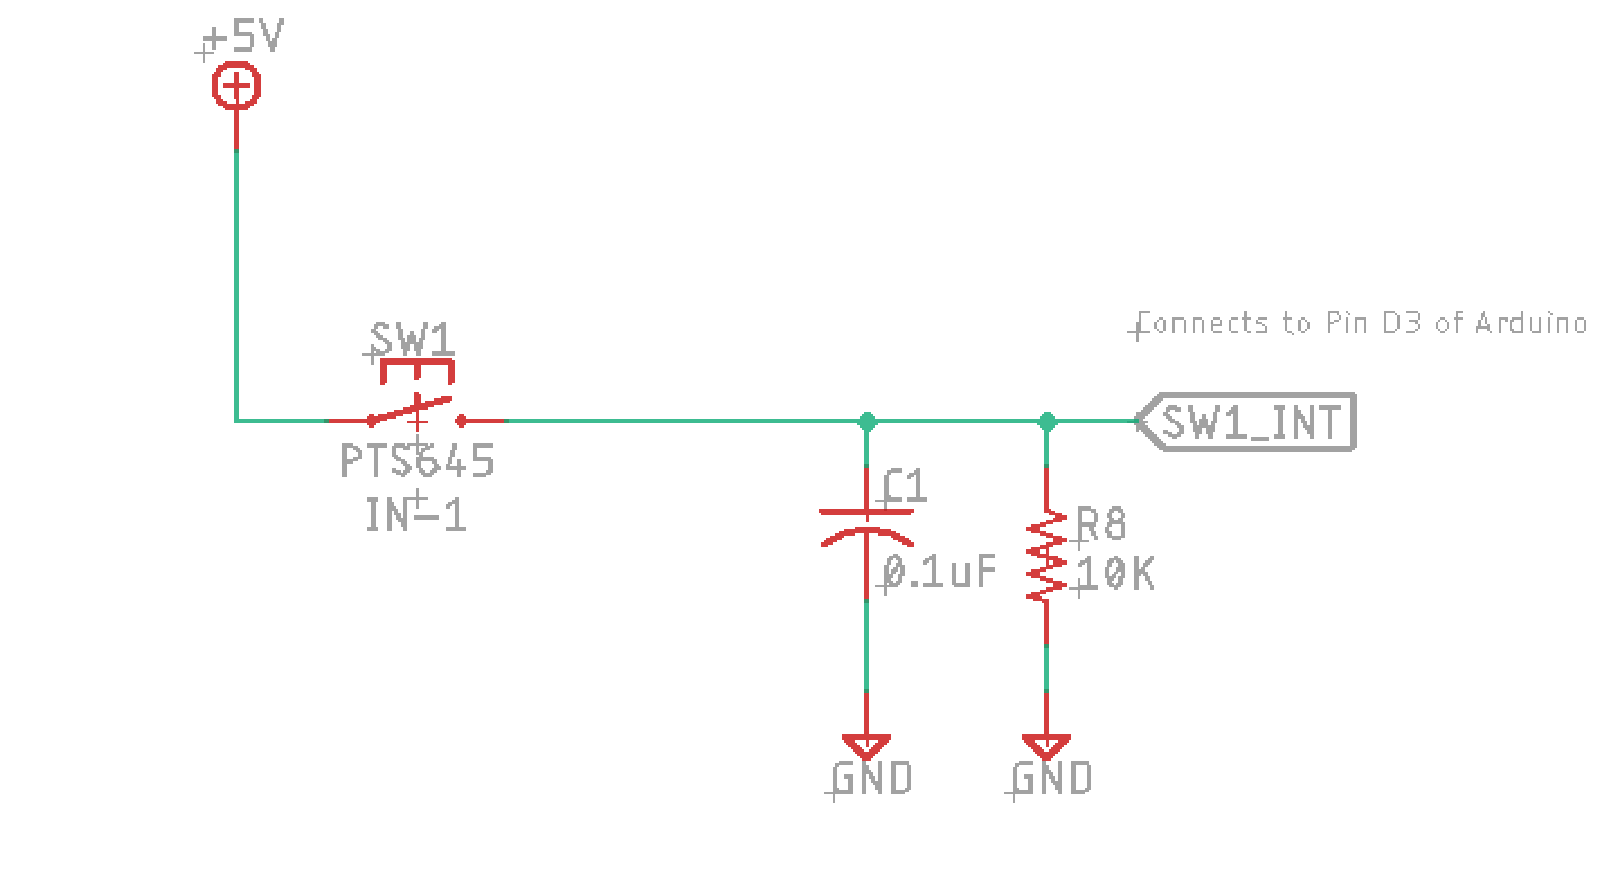 +5V
SW1
PTS645
IN-1
Connects to Pin D3 of Arduino
SW1_INT
C1
0.1uF
R8
10K
GND
GND